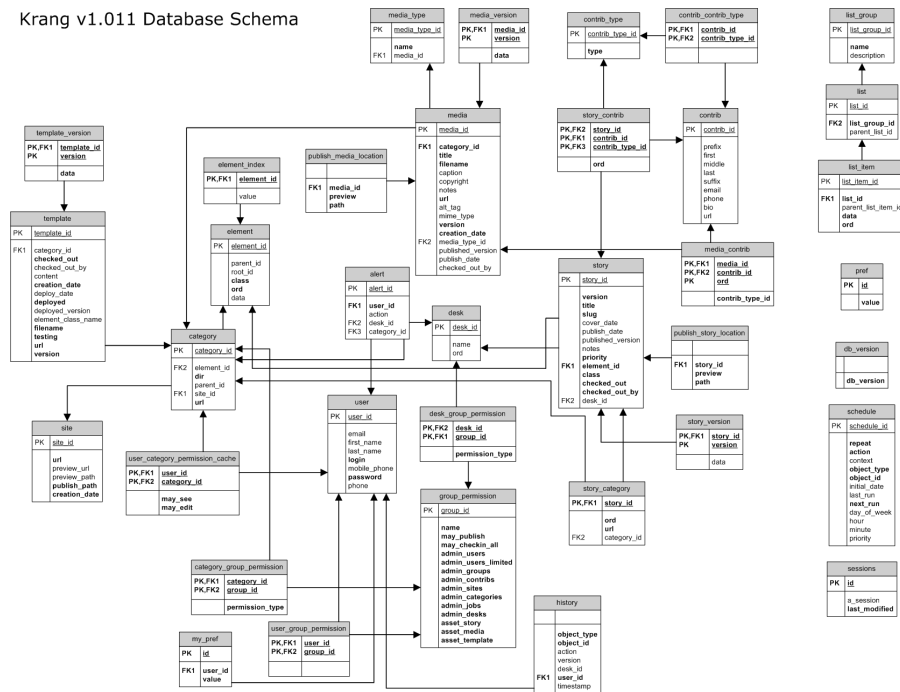 Krang v1.011 Database Schema
media_type
PK media_type_id
name
FK1 media_id
media_version
PK,FK1 media_id
PK version
data
contrib_type
PK contrib_type_id
type
contrib_contrib_type
PK,FK1 contrib_id
PK,FK2 contrib_type_id
list_group
PK list_group_id
name
description
list
PK list_id
FK2 list_group_id
parent_list_id
list_item
PK list_item_id
FK1 list_id
parent_list_item_id
data
ord
template_version
PK,FK1 template_id
PK version
data
element_index
PK,FK1 element_id
value
publish_media_location
FK1 media_id
preview
path
media
PK media_id
FK1 category_id
title
filename
caption
copyright
notes
url
alt_tag
mime_type
version
creation_date
FK2 media_type_id
published_version
publish_date
checked_out_by
story_contrib
PK,FK2 story_id
PK,FK1 contrib_id
PK,FK3 contrib_type_id
ord
contrib
PK contrib_id
prefix
first
middle
last
suffix
email
phone
bio
url
template
PK template_id
FK1 category_id
checked_out
checked_out_by
content
creation_date
deploy_date
deployed
deployed_version
element_class_name
filename
testing
url
version
element
PK element_id
parent_id
root_id
class
ord
data
alert
PK alert_id
FK1 user_id
action
FK2 desk_id
FK3 category_id
desk
PK desk_id
name
ord
story
PK story_id
version
title
slug
cover_date
publish_date
published_version
notes
priority
FK1 element_id
class
checked_out
checked_out_by
FK2 desk_id
media_contrib
PK,FK1 media_id
PK,FK2 contrib_id
PK ord
contrib_type_id
pref
PK id
value
publish_story_location
FK1 story_id
preview
path
db_version
db_version
category
PK category_id
FK2 element_id
dir
parent_id
FK1 site_id
url
site
PK site_id
url
preview_url
preview_path
publish_path
creation_date
user
PK user_id
email
first_name
last_name
login
mobile_phone
password
phone
desk_group_permission
PK,FK2 desk_id
PK,FK1 group_id
permission_type
story_version
PK,FK1 story_id
PK version
data
schedule
PK schedule_id
repeat
action
context
object_type
object_id
initial_date
last_run
next_run
day_of_week
hour
minute
priority
user_category_permission_cache
PK,FK1 user_id
PK,FK2 category_id
may_see
may_edit
group_permission
PK group_id
name
may_publish
may_checkin_all
admin_users
admin_users_limited
admin_groups
admin_contribs
admin_sites
admin_categories
admin_jobs
admin_desks
asset_story
asset_media
asset_template
story_category
PK,FK1 story_id
ord
url
FK2 category_id
category_group_permission
PK,FK1 category_id
PK,FK2 group_id
permission_type
sessions
PK id
a_session
last_modified
user_group_permission
PK,FK1 user_id
PK,FK2 group_id
my_pref
PK id
FK1 user_id
value
history
object_type
object_id
action
version
desk_id
FK1 user_id
timestamp